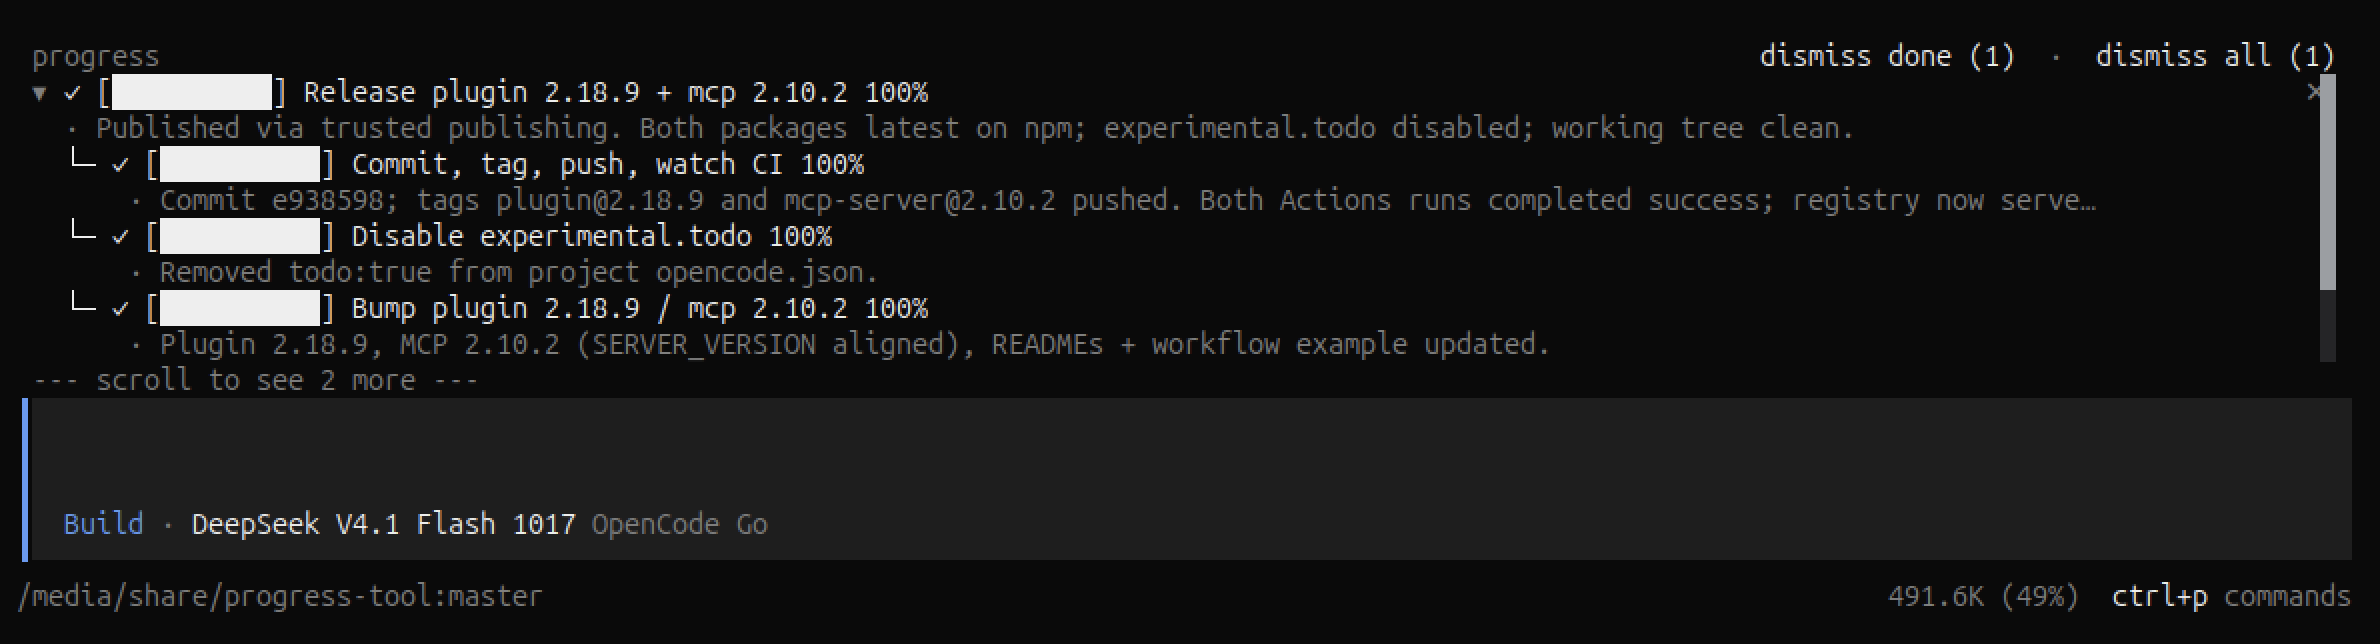 progress dismiss done (1) · dismiss all (1)
▼ ✓ [ ] Release plugin 2.18.9 + mcp 2.10.2 100% ×
· Published via trusted publishing. Both packages latest on npm; experimental.todo disabled; working tree clean.
└─ ✓ [ ] Commit, tag, push, watch CI 100%
· Commit e938598; tags plugin@2.18.9 and mcp-server@2.10.2 pushed. Both Actions runs completed success; registry now serve…
└─ ✓ [ ] Disable experimental.todo 100%
· Removed todo:true from project opencode.json.
└─ ✓ [ ] Bump plugin 2.18.9 / mcp 2.10.2 100%
· Plugin 2.18.9, MCP 2.10.2 (SERVER_VERSION aligned), READMEs + workflow example updated.
--- scroll to see 2 more ---
Build · DeepSeek V4.1 Flash 1017 OpenCode Go
/media/share/progress-tool:master 491.6K (49%) ctrl+p commands